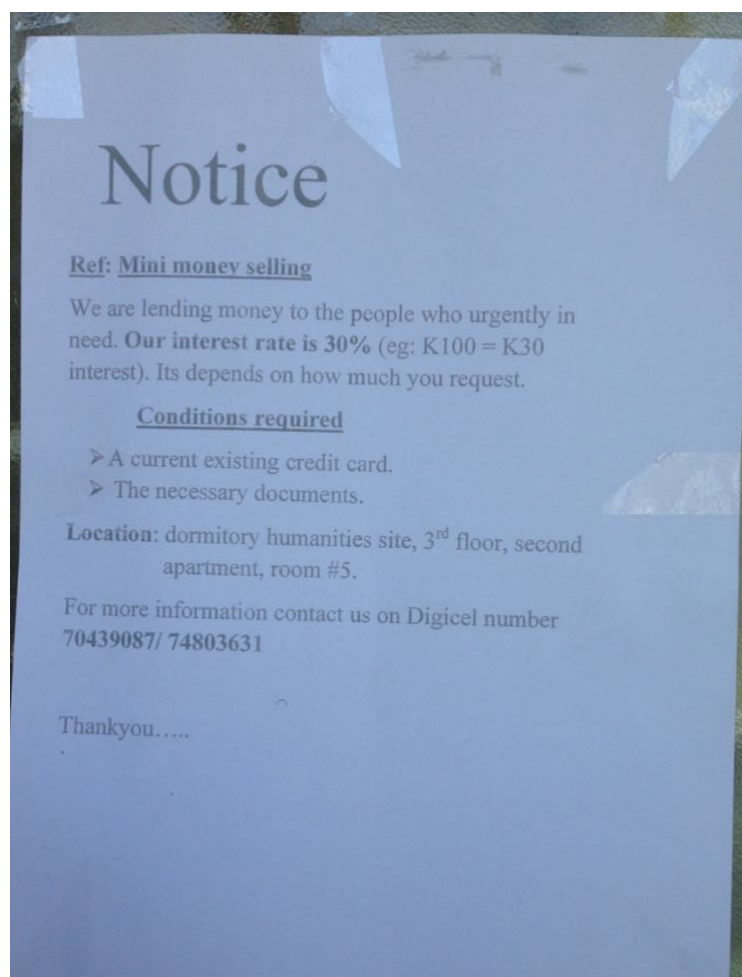 Notice
Ref: Mini money selling
We are lending money to the people who urgently in
need. Our interest rate is 30% (eg: K100 = K30
interest). Its depends on how much you request.
Conditions required
➢ A current existing credit card.
➢ The necessary documents.
Location: dormitory humanities site, 3rd floor, second
apartment, room #5.
For more information contact us on Digicel number
70439087/ 74803631
Thankyou…..